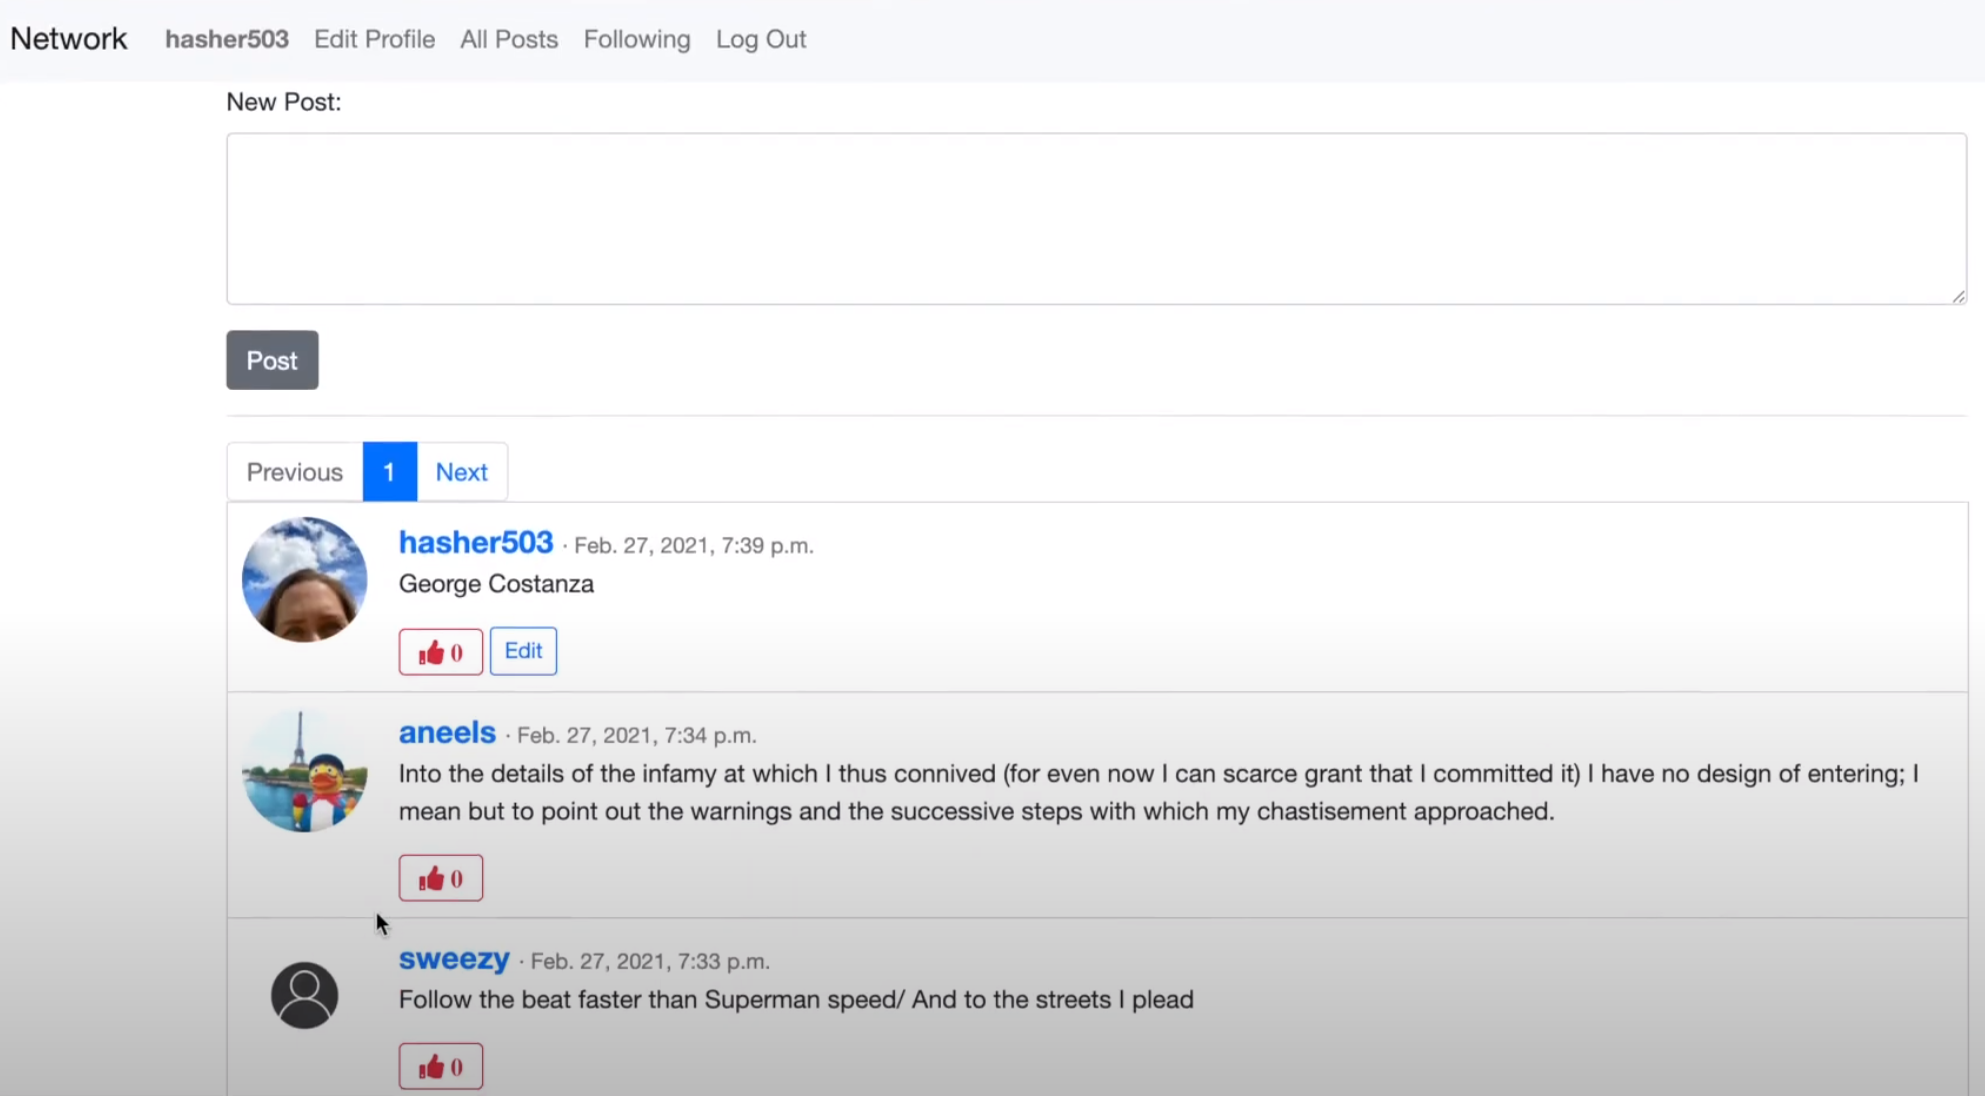 Network hasher503 Edit Profile All Posts Following Log Out
New Post:
Post
Previous 1 Next
hasher503 · Feb. 27, 2021, 7:39 p.m.
George Costanza
0 Edit
aneels · Feb. 27, 2021, 7:34 p.m.
Into the details of the infamy at which I thus connived (for even now I can scarce grant that I committed it) I have no design of entering; I
mean but to point out the warnings and the successive steps with which my chastisement approached.
0
sweezy · Feb. 27, 2021, 7:33 p.m.
Follow the beat faster than Superman speed/ And to the streets I plead
0